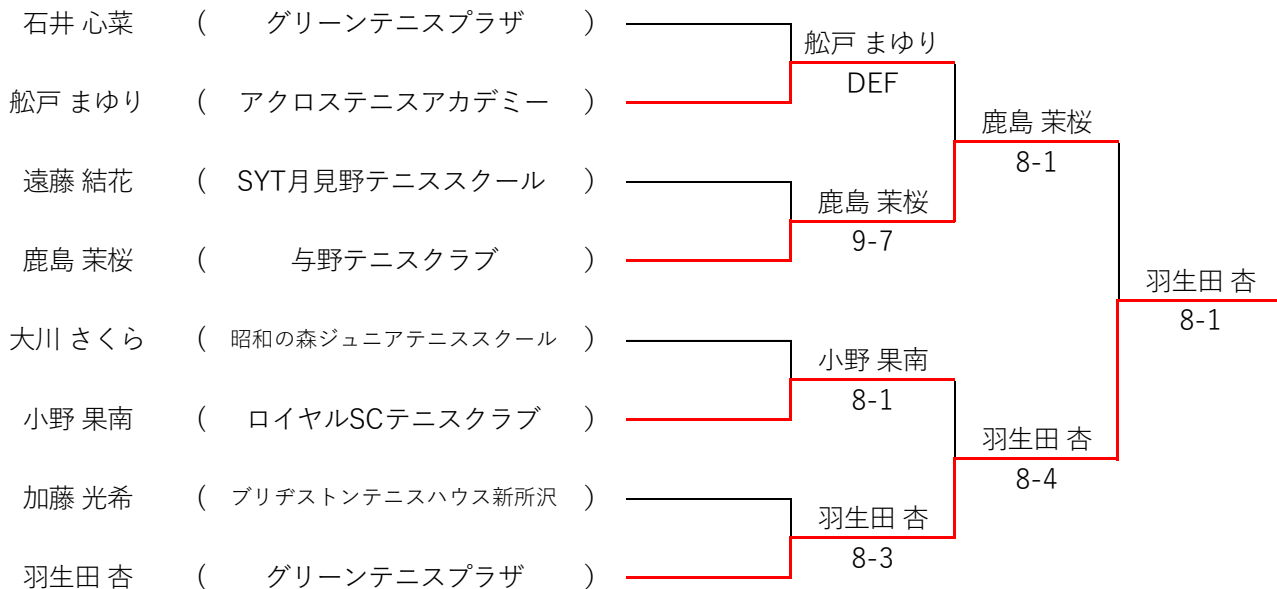 石井 心菜 ( グリーンテニスプラザ )
舩戸 まゆり ( アクロステニスアカデミー )
遠藤 結花 ( SYT月見野テニススクール )
鹿島 茉桜 ( 与野テニスクラブ )
大川 さくら ( 昭和の森ジュニアテニススクール )
小野 果南 ( ロイヤルSCテニスクラブ )
加藤 光希 ( ブリヂストンテニスハウス新所沢 )
羽生田 杏 ( グリーンテニスプラザ )
舩戸 まゆり
DEF
鹿島 茉桜
9-7
小野 果南
8-1
羽生田 杏
8-3
鹿島 茉桜
8-1
羽生田 杏
8-4
羽生田 杏
8-1